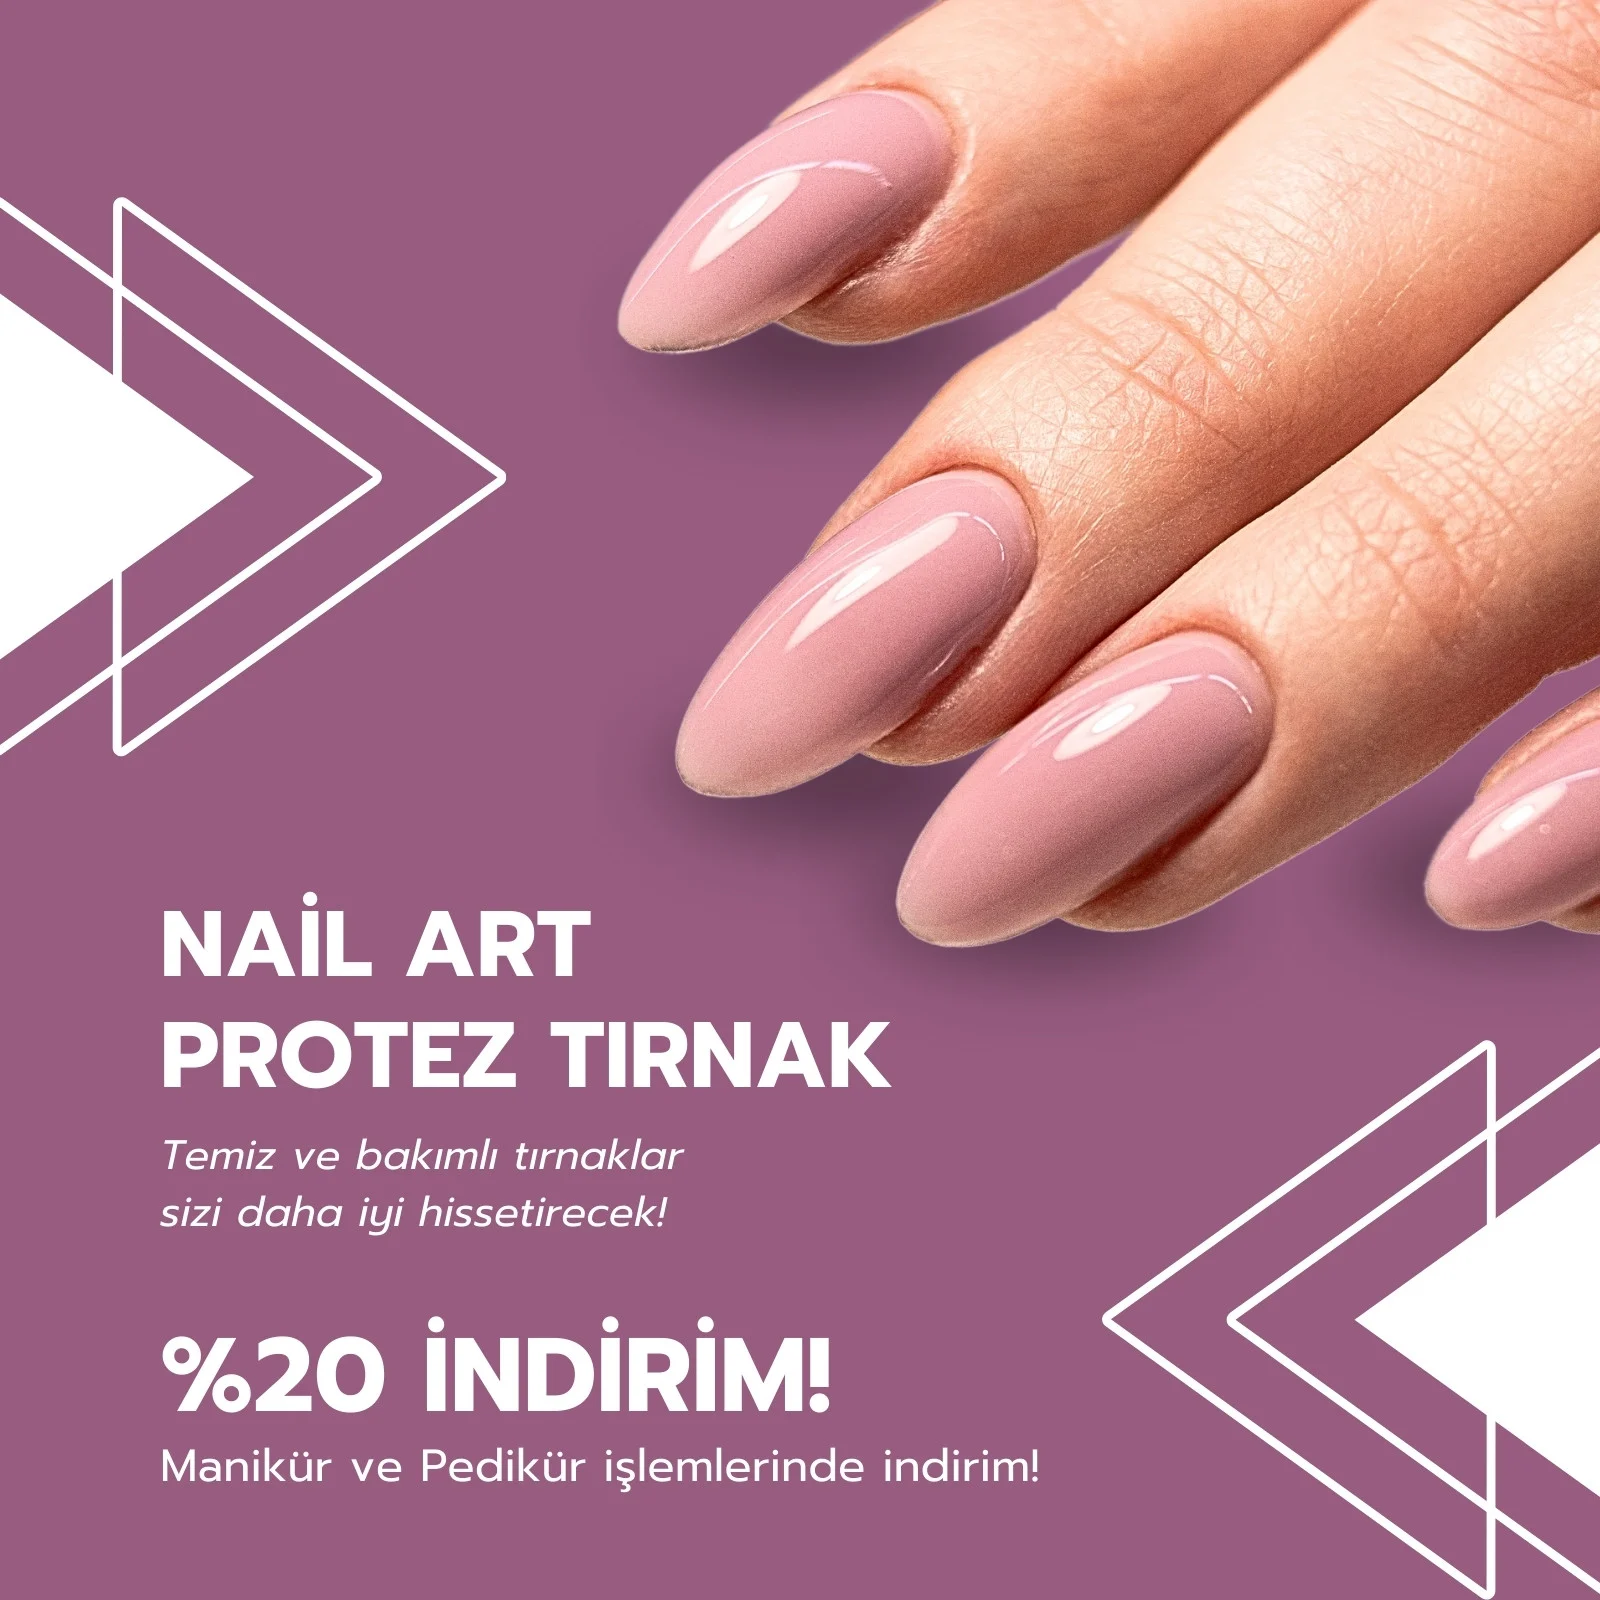 NAİL ART
PROTEZ TIRNAK
Temiz ve bakımlı tırnaklar
sizi daha iyi hissetirecek!
%20 İNDİRİM!
Manikür ve Pedikür işlemlerinde indirim!